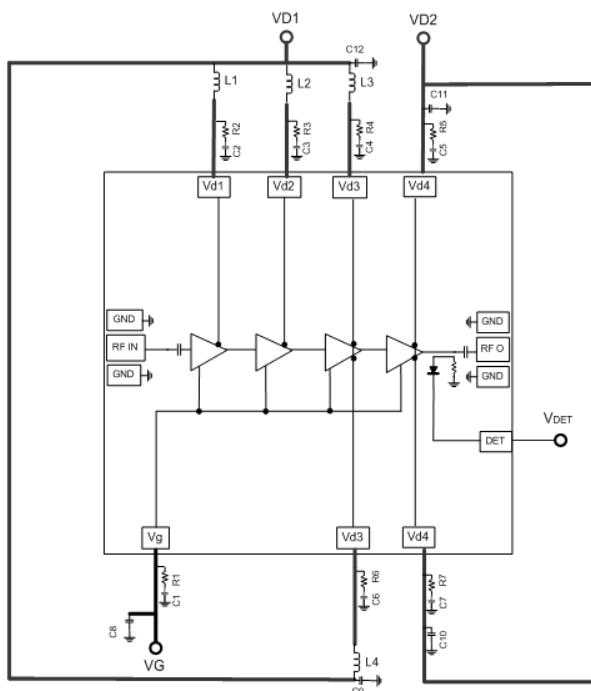 VD1 VD2
C12
L1 L2 L3
C11
R2 C2 R3 C3 R4 C4 R5 C5
Vd1 Vd2 Vd3 Vd4
GND GND
RF IN RF O
GND GND
VDET
DET
Vg Vd3 Vd4
R1 C1 R6 C6 R7 C7
C8 C10
VG L4